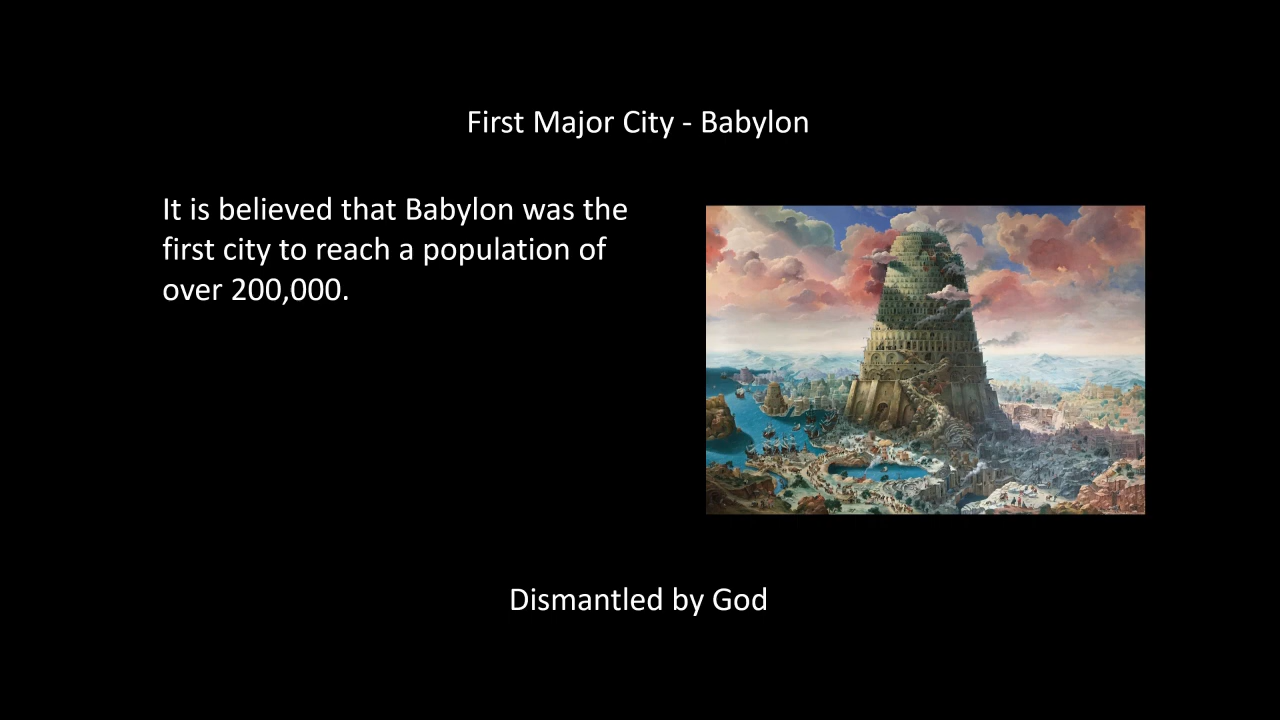 First Major City - Babylon
It is believed that Babylon was the
first city to reach a population of
over 200,000.
Dismantled by God